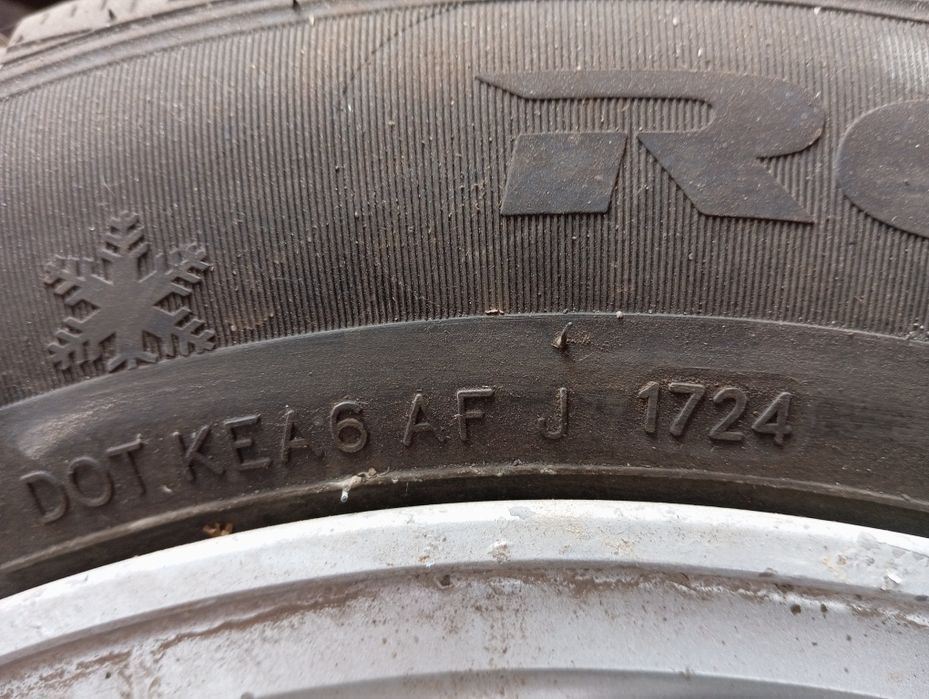 R
DOT KEA6 AF J 1724